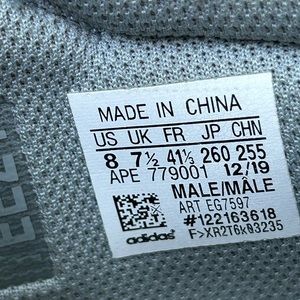 MADE IN CHINA
US UK FR JP CHN
8 7½ 41⅓ 260 255
APE 779001 12/19
MALE/MÂLE
ART EG7597
#122163618
adidas F>XR2T6k03235